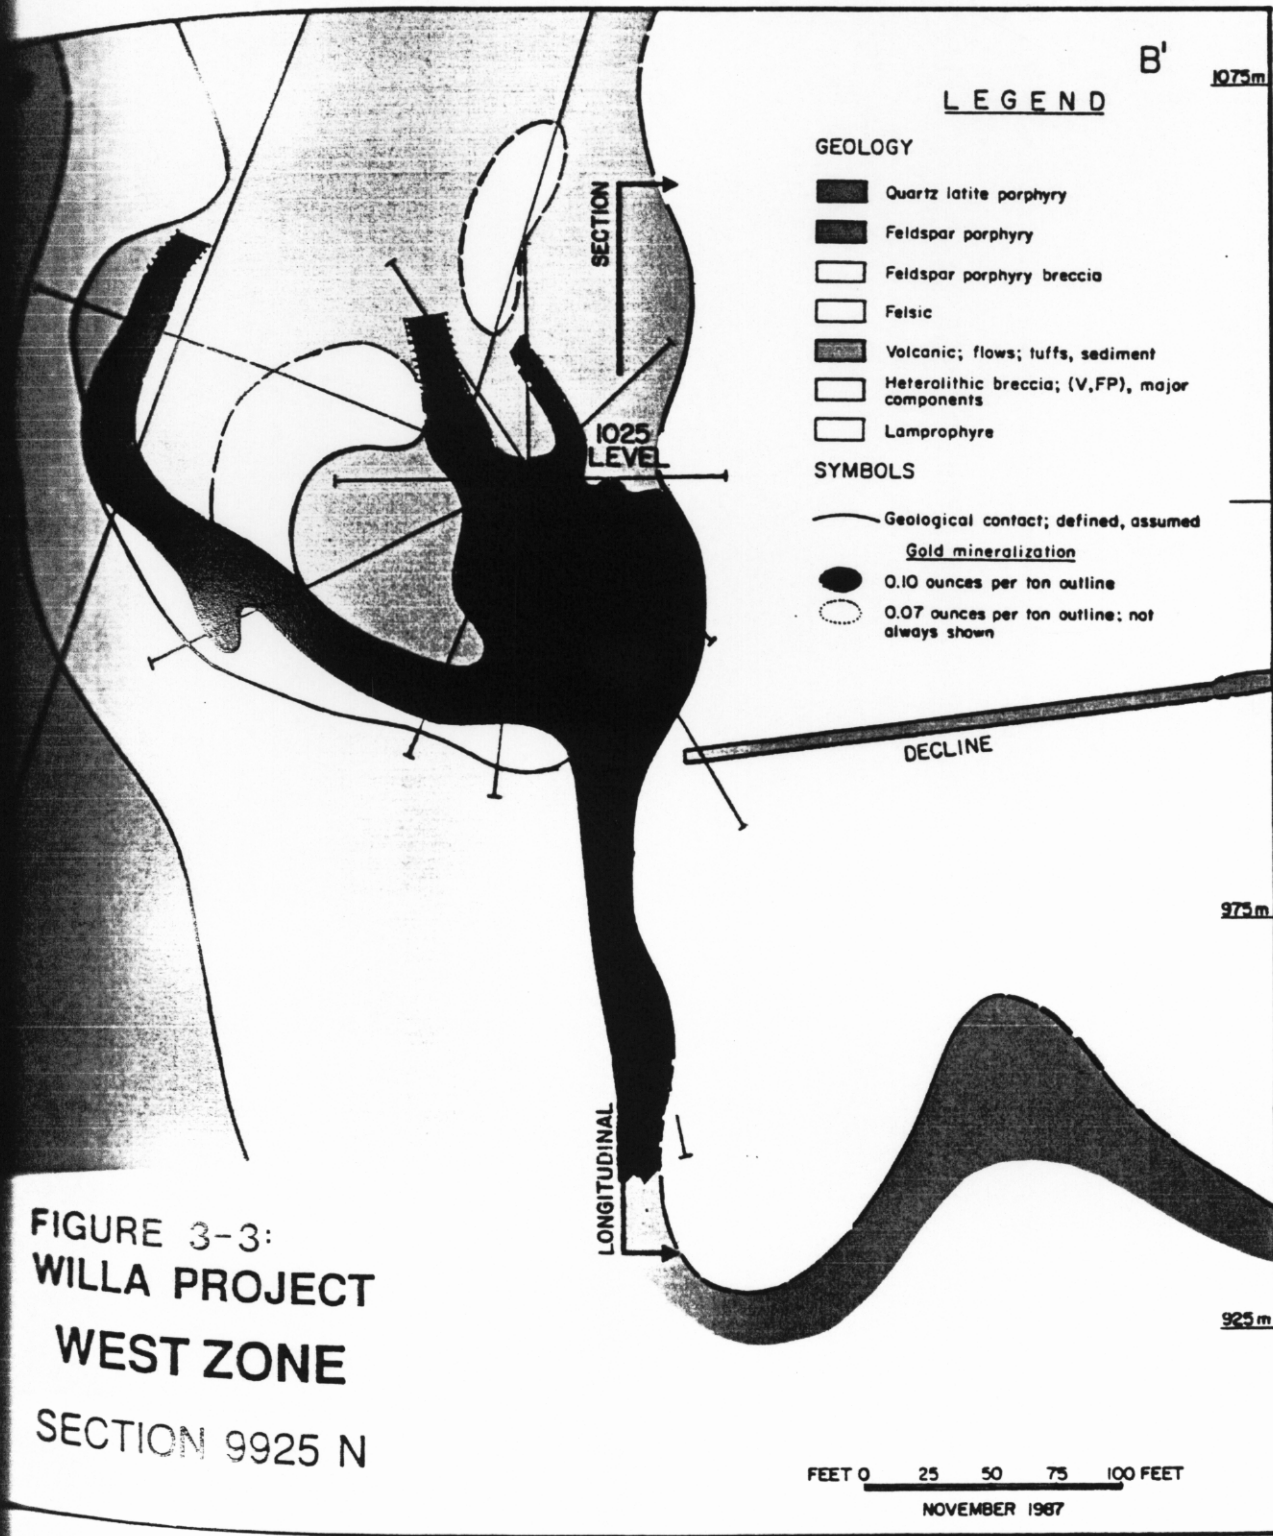 B'
1075m
LEGEND
GEOLOGY
Quartz latite porphyry
Feldspar porphyry
Feldspar porphyry breccia
Felsic
Volcanic; flows; tuffs, sediment
Heterolithic breccia; (V,FP), major
components
Lamprophyre
SYMBOLS
Geological contact; defined, assumed
Gold mineralization
0.10 ounces per ton outline
0.07 ounces per ton outline; not
always shown
SECTION
1025
LEVEL
DECLINE
975m
LONGITUDINAL
925m
FIGURE 3-3:
WILLA PROJECT
WEST ZONE
SECTION 9925 N
FEET 0 25 50 75 100 FEET
NOVEMBER 1987